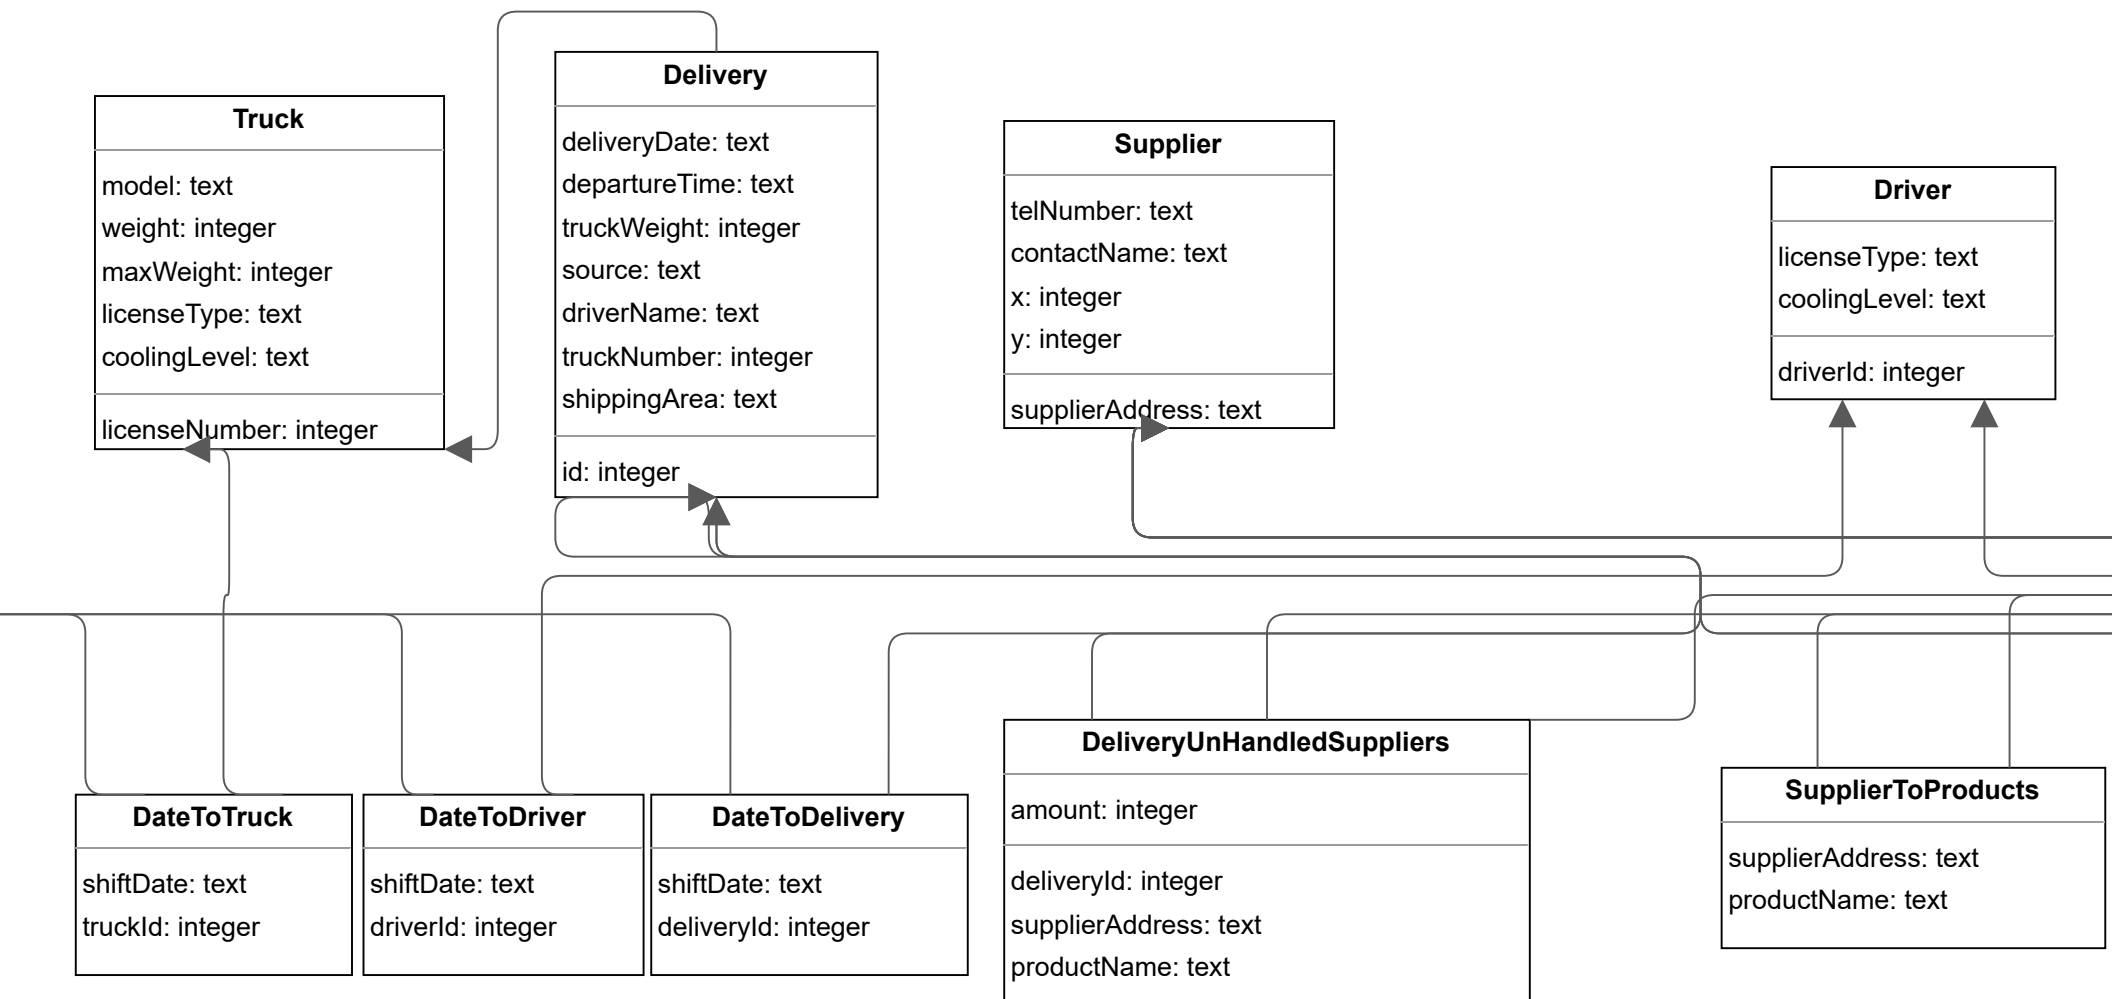 Truck
model: text
weight: integer
maxWeight: integer
licenseType: text
coolingLevel: text
licenseNumber: integer
Delivery
deliveryDate: text
departureTime: text
truckWeight: integer
source: text
driverName: text
truckNumber: integer
shippingArea: text
id: integer
Supplier
telNumber: text
contactName: text
x: integer
y: integer
supplierAddress: text
Driver
licenseType: text
coolingLevel: text
driverId: integer
DateToTruck
shiftDate: text
truckId: integer
DateToDriver
shiftDate: text
driverId: integer
DateToDelivery
shiftDate: text
deliveryId: integer
DeliveryUnHandledSuppliers
amount: integer
deliveryId: integer
supplierAddress: text
productName: text
SupplierToProducts
supplierAddress: text
productName: text